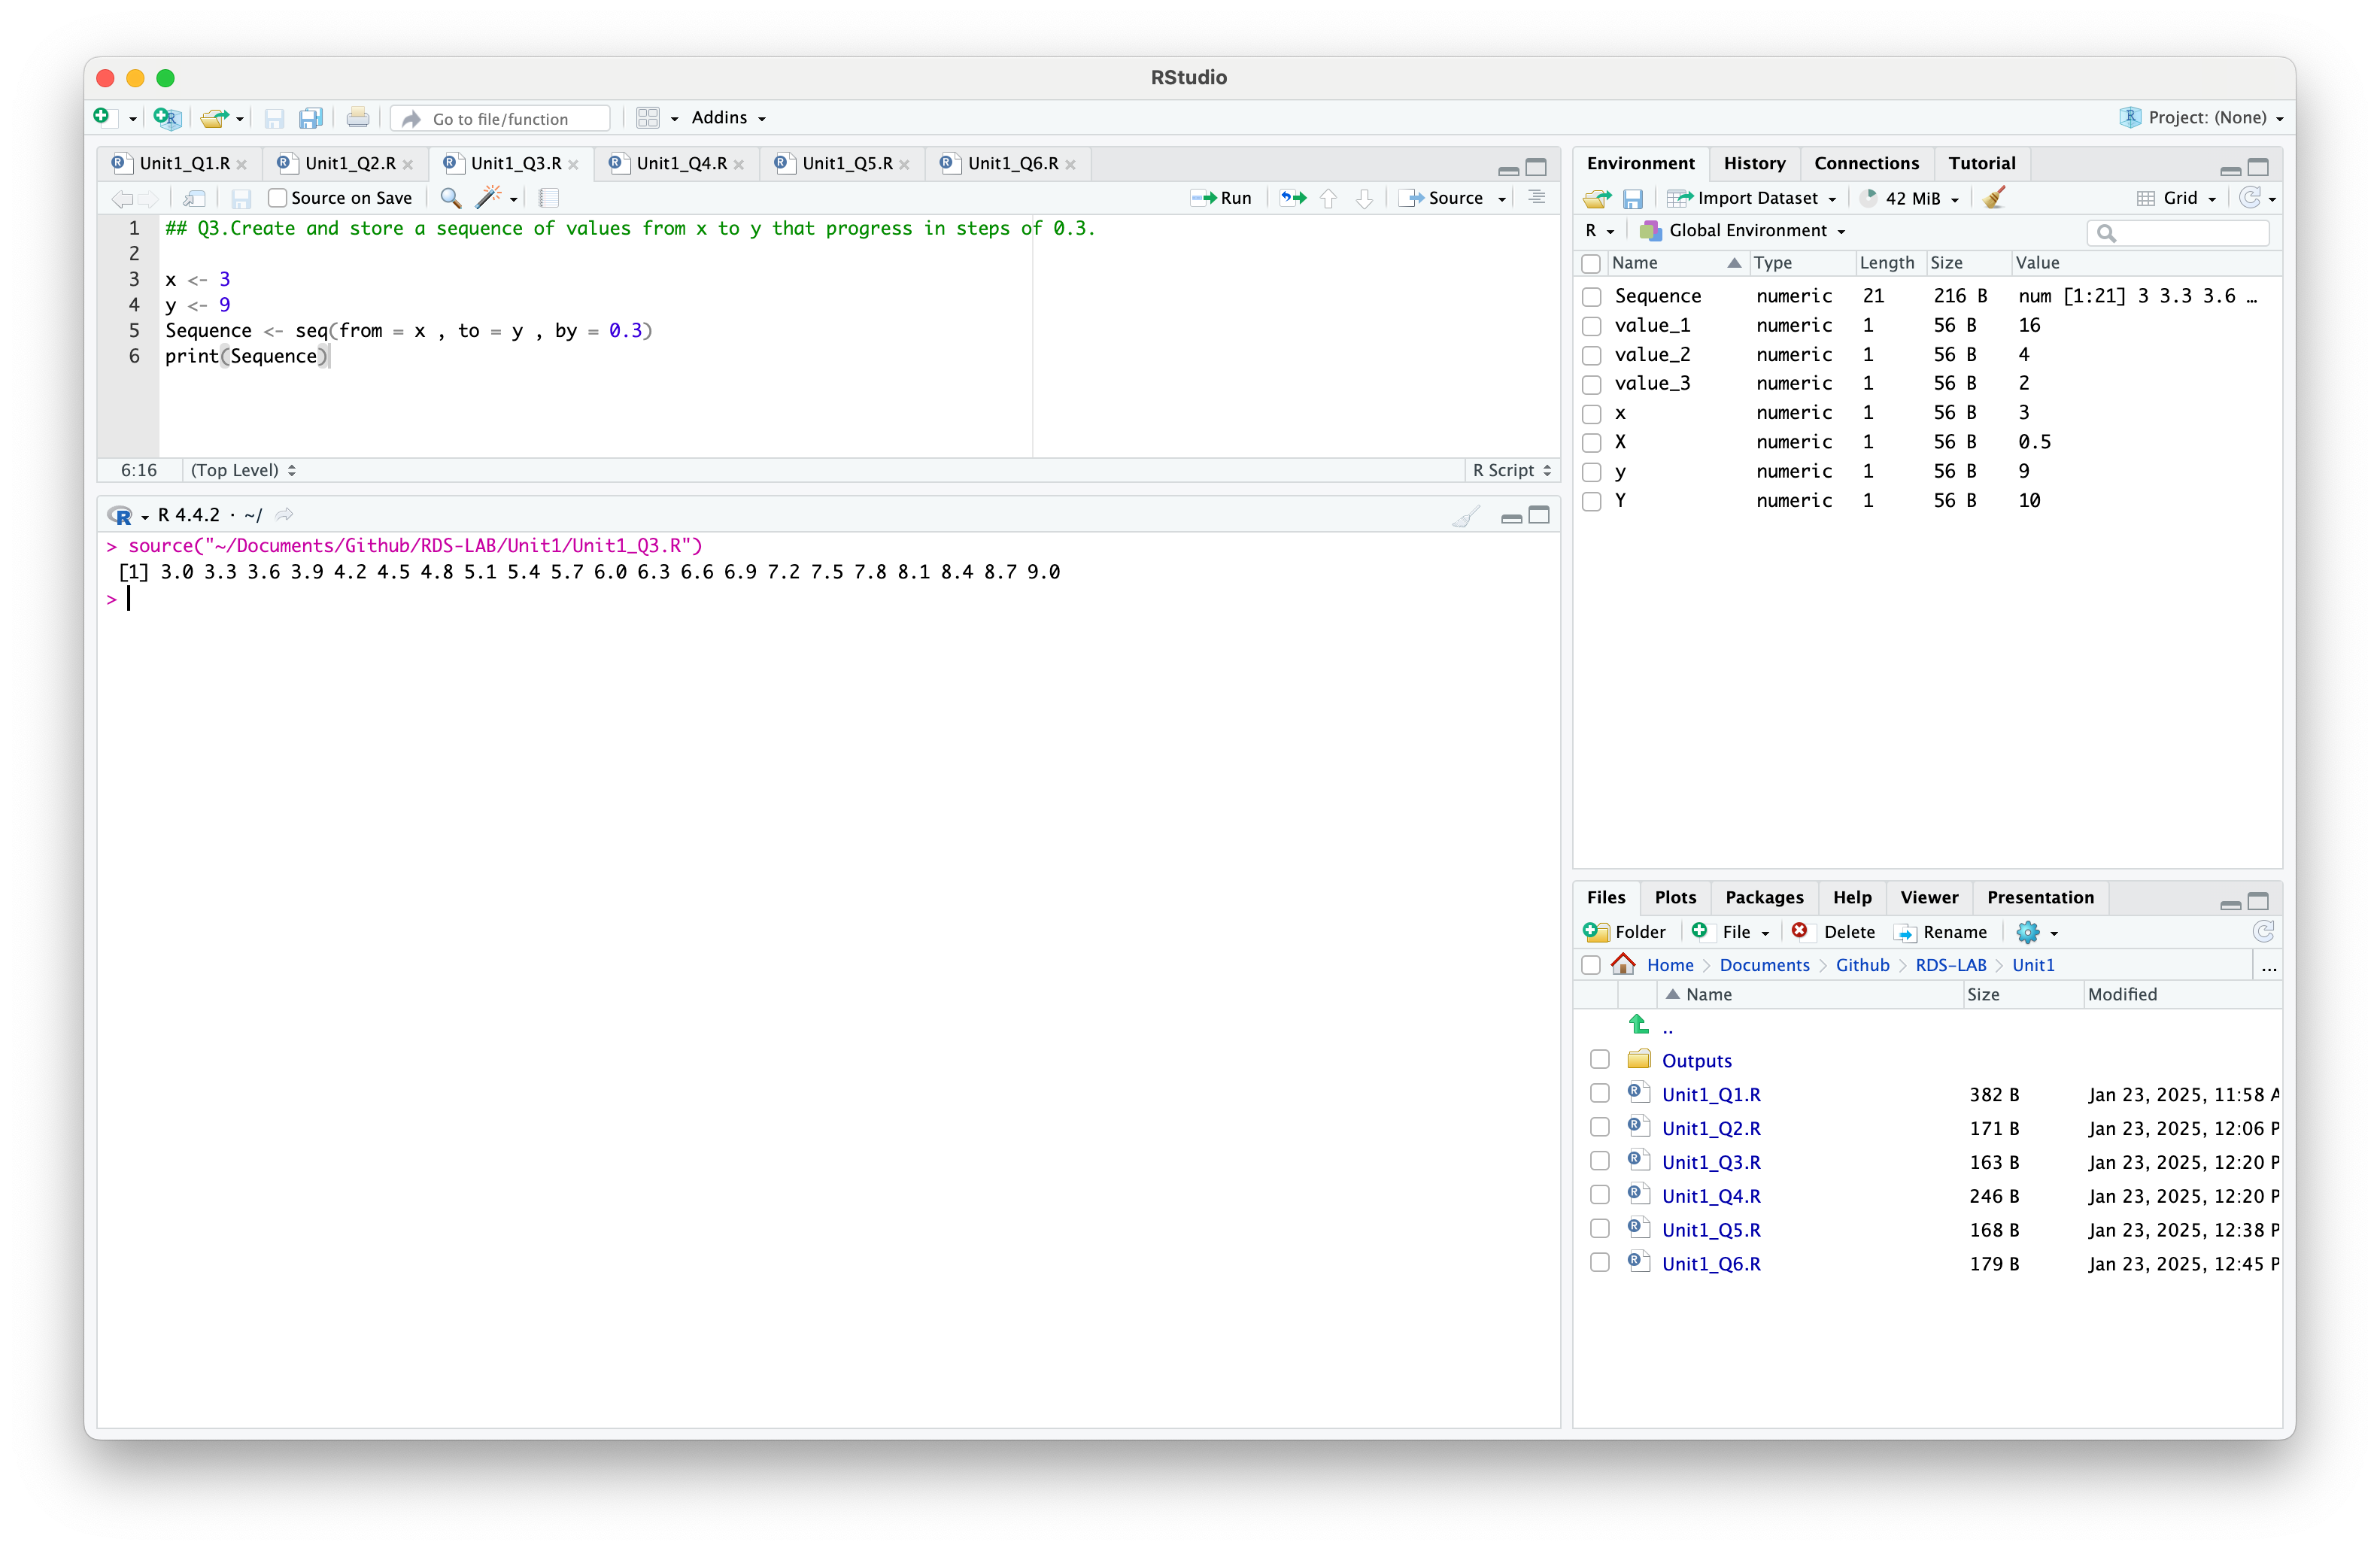 RStudio
Go to file/function
Addins
Project: (None)
Unit1_Q1.R
Unit1_Q2.R
Unit1_Q3.R
Unit1_Q4.R
Unit1_Q5.R
Unit1_Q6.R
Source on Save
Run
Source
1 ## Q3.Create and store a sequence of values from x to y that progress in steps of 0.3.
2
3 x <- 3
4 y <- 9
5 Sequence <- seq(from = x , to = y , by = 0.3)
6 print(Sequence)
6:16 (Top Level) R Script
R 4.4.2 · ~/
> source("~/Documents/Github/RDS-LAB/Unit1/Unit1_Q3.R")
[1] 3.0 3.3 3.6 3.9 4.2 4.5 4.8 5.1 5.4 5.7 6.0 6.3 6.6 6.9 7.2 7.5 7.8 8.1 8.4 8.7 9.0
>
Environment History Connections Tutorial
Import Dataset 42 MiB Grid
R Global Environment
Name Type Length Size Value
Sequence numeric 21 216 B num [1:21] 3 3.3 3.6 …
value_1 numeric 1 56 B 16
value_2 numeric 1 56 B 4
value_3 numeric 1 56 B 2
x numeric 1 56 B 3
X numeric 1 56 B 0.5
y numeric 1 56 B 9
Y numeric 1 56 B 10
Files Plots Packages Help Viewer Presentation
Folder File Delete Rename
Home Documents Github RDS-LAB Unit1 ...
Name Size Modified
..
Outputs
Unit1_Q1.R 382 B Jan 23, 2025, 11:58 A
Unit1_Q2.R 171 B Jan 23, 2025, 12:06 P
Unit1_Q3.R 163 B Jan 23, 2025, 12:20 P
Unit1_Q4.R 246 B Jan 23, 2025, 12:20 P
Unit1_Q5.R 168 B Jan 23, 2025, 12:38 P
Unit1_Q6.R 179 B Jan 23, 2025, 12:45 P